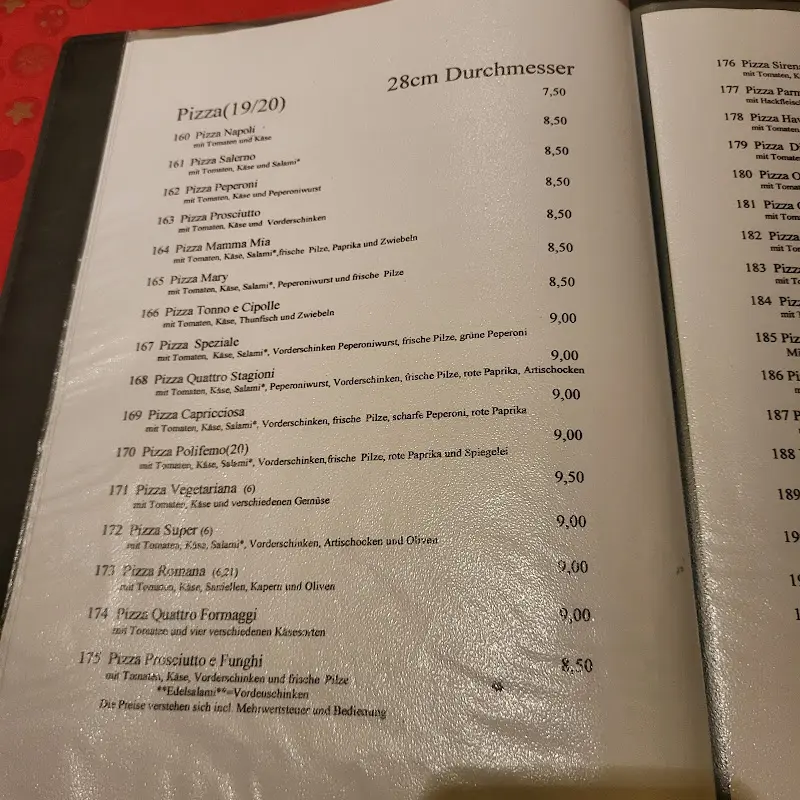 28cm Durchmesser
Pizza(19/20)
7,50
160 Pizza Napoli
mit Tomaten und Käse
8,50
161 Pizza Salerno
mit Tomaten, Käse und Salami*
8,50
162 Pizza Peperoni
mit Tomaten, Käse und Peperoniwurst
8,50
163 Pizza Prosciutto
mit Tomaten, Käse und Vorderschinken
8,50
164 Pizza Mamma Mia
mit Tomaten, Käse, Salami*,frische Pilze, Paprika und Zwiebeln
8,50
165 Pizza Mary
mit Tomaten, Käse, Salami*, Peperoniwurst und frische Pilze
8,50
166 Pizza Tonno e Cipolle
mit Tomaten, Käse, Thunfisch und Zwiebeln
9,00
167 Pizza Speziale
mit Tomaten, Käse, Salami*, Vorderschinken Peperoniwurst, frische Pilze, grüne Peperoni
9,00
168 Pizza Quattro Stagioni
mit Tomaten, Käse, Salami*, Peperoniwurst, Vorderschinken, frische Pilze, rote Paprika, Artischocken
9,00
169 Pizza Capricciosa
mit Tomaten, Käse, Salami*, Vorderschinken, frische Pilze, scharfe Peperoni, rote Paprika
9,00
170 Pizza Polifemo(20)
mit Tomaten, Käse, Salami*, Vorderschinken,frische Pilze, rote Paprika und Spiegelei
9,50
171 Pizza Vegetariana (6)
mit Tomaten, Käse und verschiedenen Gemüse
9,00
172 Pizza Super (6)
mit Tomaten, Käse, Salami*, Vorderschinken, Artischocken und Oliven
9,00
173 Pizza Romana (6,21)
mit Tomaten, Käse, Sardellen, Kapern und Oliven
9,00
174 Pizza Quattro Formaggi
mit Tomaten und vier verschiedenen Käsesorten
8,50
175 Pizza Prosciutto e Funghi
mit Tomaten, Käse, Vorderschinken und frische Pilze
**Edelsalami**=Vorderschinken
Die Preise verstehen sich incl. Mehrwertsteuer und Bedienung
176 Pizza
mit Tomaten,
177 Pizza
mit
178 Pizza
mit Tomaten
179 Pizza
180 Pizza
181 Pizza
182 Pizza
183
184
185
186
187
188
189